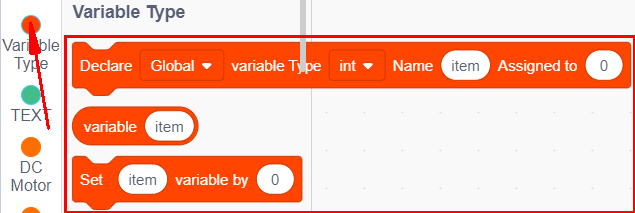 Variable Type
Variable
Type
TEXT
DC
Motor
Declare Global variable Type int Name item Assigned to 0
variable item
Set item variable by 0